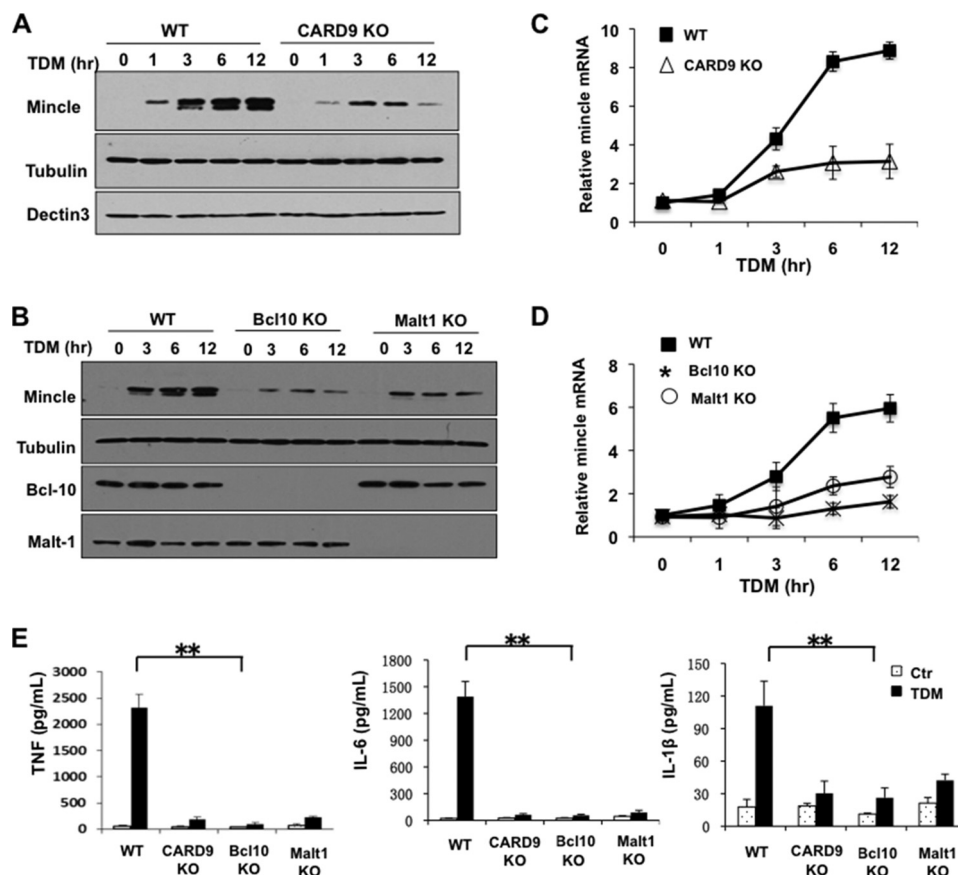 A
WT CARD9 KO
TDM (hr) 0 1 3 6 12 0 1 3 6 12
Mincle
Tubulin
Dectin3
C
WT
CARD9 KO
Relative mincle mRNA
10
8
6
4
2
0
0 1 3 6 12
TDM (hr)
B
WT Bcl10 KO Malt1 KO
TDM (hr) 0 3 6 12 0 3 6 12 0 3 6 12
Mincle
Tubulin
Bcl-10
Malt-1
D
WT
Bcl10 KO
Malt1 KO
Relative mincle mRNA
8
6
4
2
0
0 1 3 6 12
TDM (hr)
E
**
TNF (pg/mL)
3000
2500
2000
1500
1000
500
0
WT CARD9 KO Bcl10 KO Malt1 KO
**
IL-6 (pg/mL)
1800
1500
1200
900
600
300
0
WT CARD9 KO Bcl10 KO Malt1 KO
**
Ctr
TDM
IL-1β (pg/mL)
150
120
90
60
30
0
WT CARD9 KO Bcl10 KO Malt1 KO